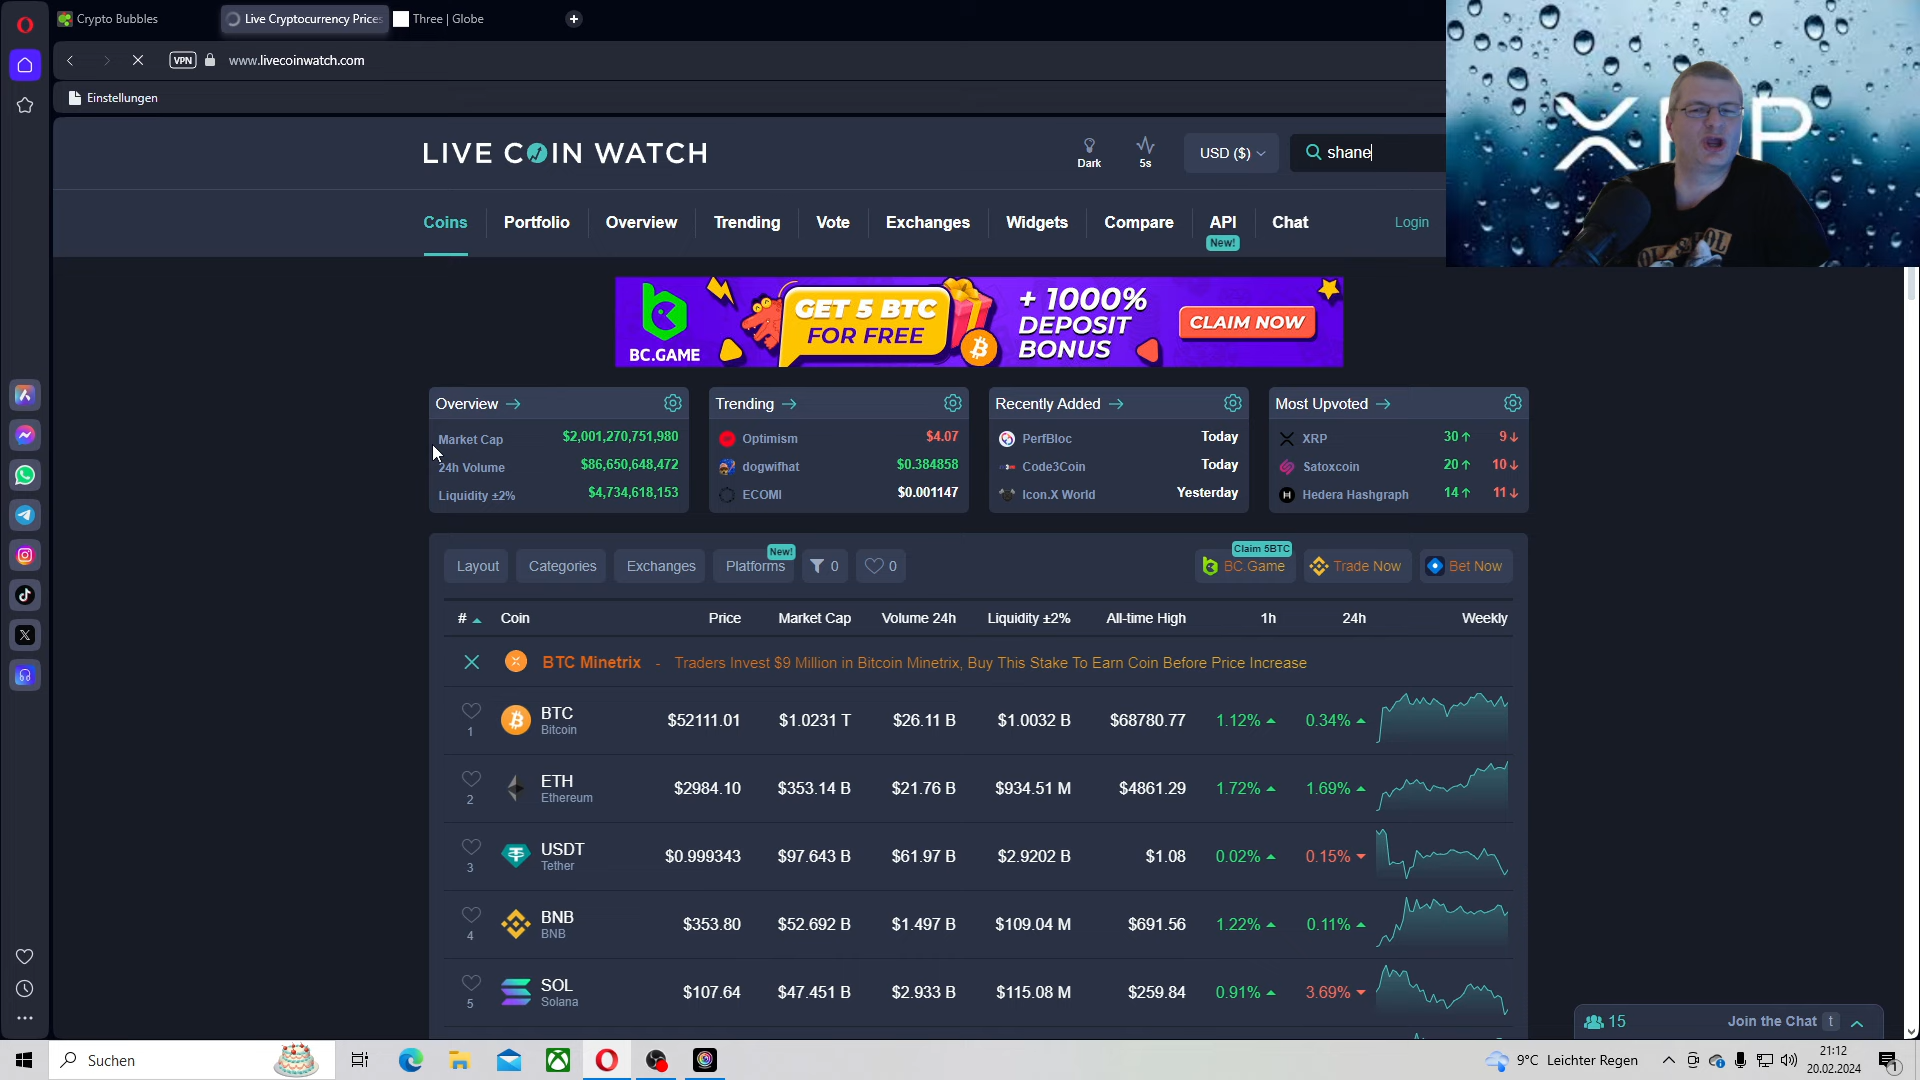 Crypto Bubbles
Live Cryptocurrency Prices
Three | Globe
VPN
www.livecoinwatch.com
Einstellungen
LIVE COIN WATCH
Dark
5s
USD ($)
shane
XRP
Coins
Portfolio
Overview
Trending
Vote
Exchanges
Widgets
Compare
API
New!
Chat
Login
BC.GAME
GET 5 BTC
FOR FREE
+ 1000%
DEPOSIT
BONUS
CLAIM NOW
Overview →
Market Cap $2,001,270,751,980
24h Volume $86,650,648,472
Liquidity ±2% $4,734,618,153
Trending →
Optimism $4.07
dogwifhat $0.384858
ECOMI $0.001147
Recently Added →
PerfBloc Today
Code3Coin Today
Icon.X World Yesterday
Most Upvoted →
XRP 30↑ 9↓
Satoxcoin 20↑ 10↓
Hedera Hashgraph 14↑ 11↓
Layout
Categories
Exchanges
Platforms
New!
0
0
Claim 5BTC
BC.Game
Trade Now
Bet Now
# Coin Price Market Cap Volume 24h Liquidity ±2% All-time High 1h 24h Weekly
BTC Minetrix - Traders Invest $9 Million in Bitcoin Minetrix, Buy This Stake To Earn Coin Before Price Increase
1 BTC $52111.01 $1.0231 T $26.11 B $1.0032 B $68780.77 1.12% 0.34%
Bitcoin
2 ETH $2984.10 $353.14 B $21.76 B $934.51 M $4861.29 1.72% 1.69%
Ethereum
3 USDT $0.999343 $97.643 B $61.97 B $2.9202 B $1.08 0.02% 0.15%
Tether
4 BNB $353.80 $52.692 B $1.497 B $109.04 M $691.56 1.22% 0.11%
BNB
5 SOL $107.64 $47.451 B $2.933 B $115.08 M $259.84 0.91% 3.69%
Solana
15 Join the Chat t
Suchen
9°C Leichter Regen
21:12
20.02.2024
1